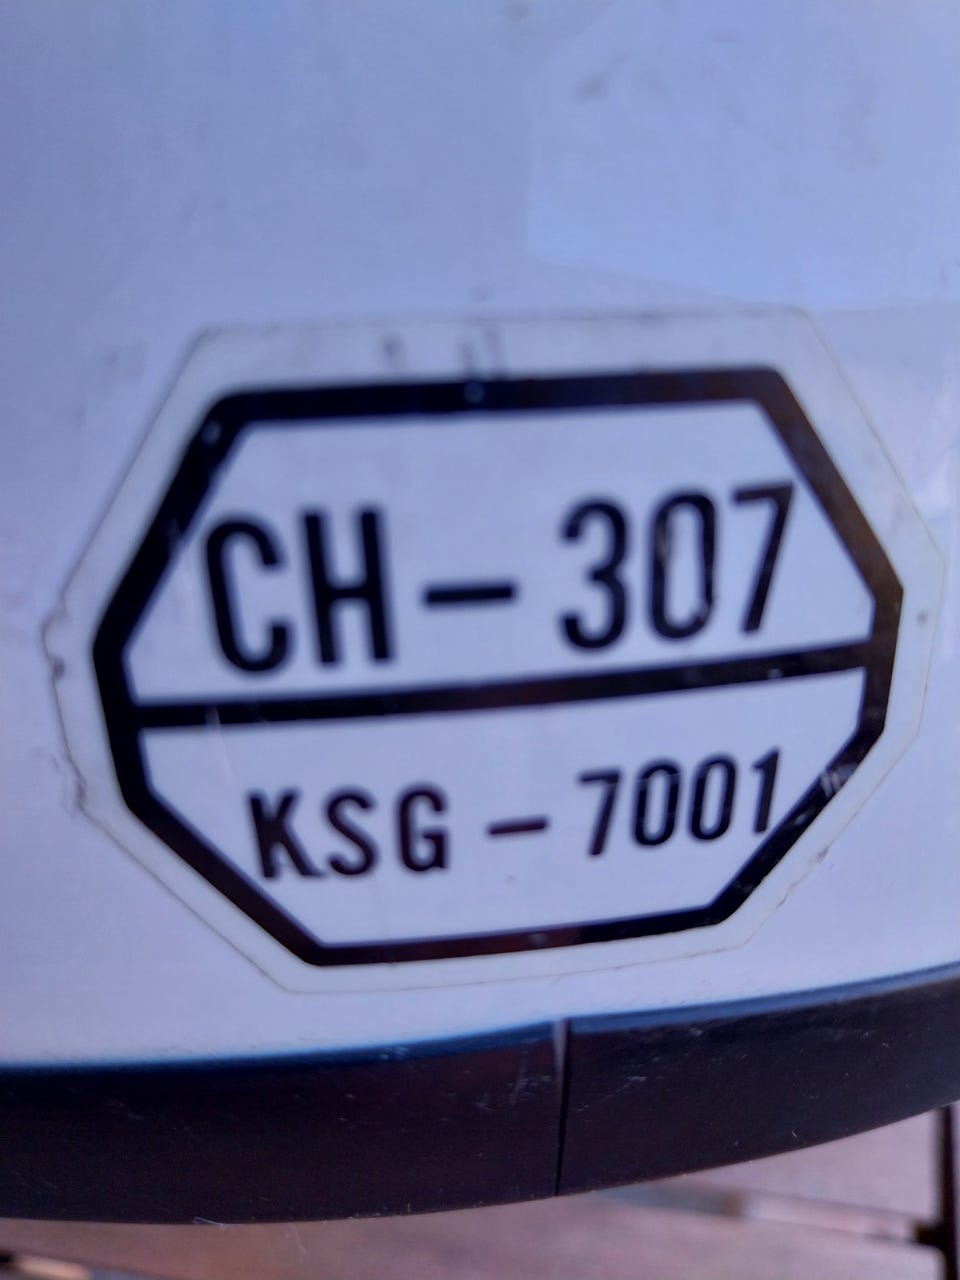 CH – 307
KSG – 7001